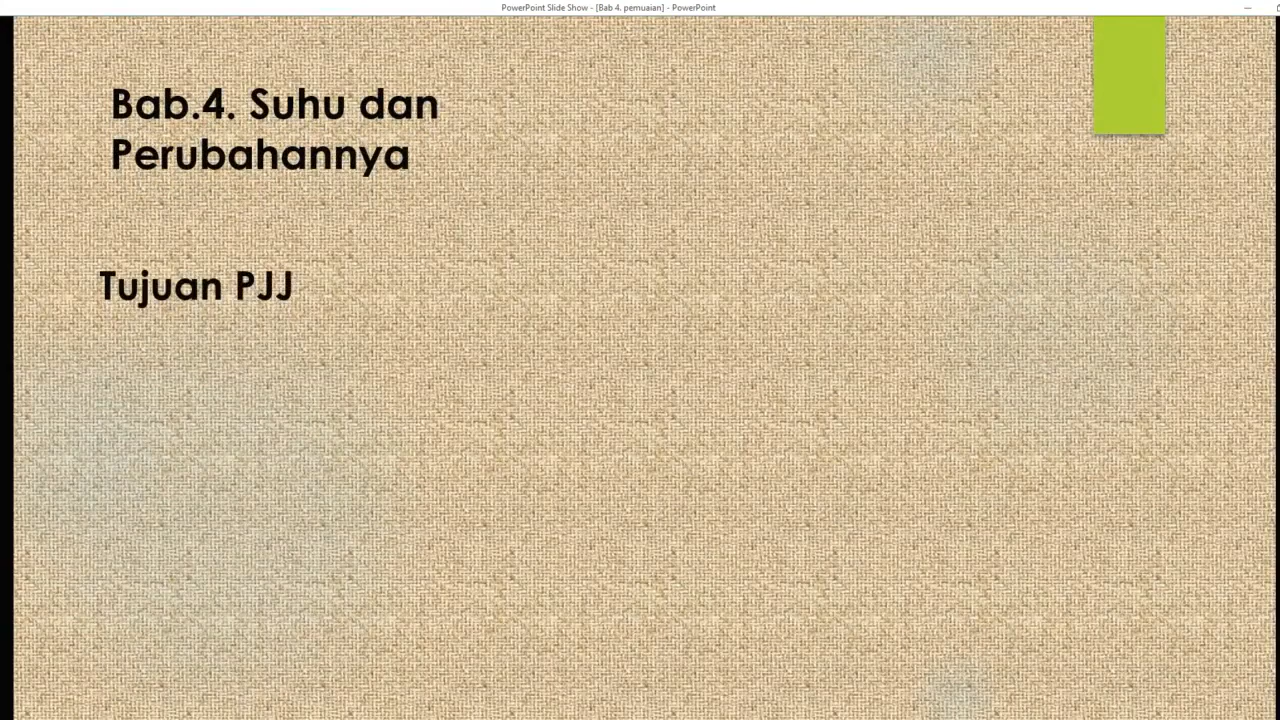 PowerPoint Slide Show - [Bab 4. pemuaian] - PowerPoint
Bab.4. Suhu dan
Perubahannya
Tujuan PJJ